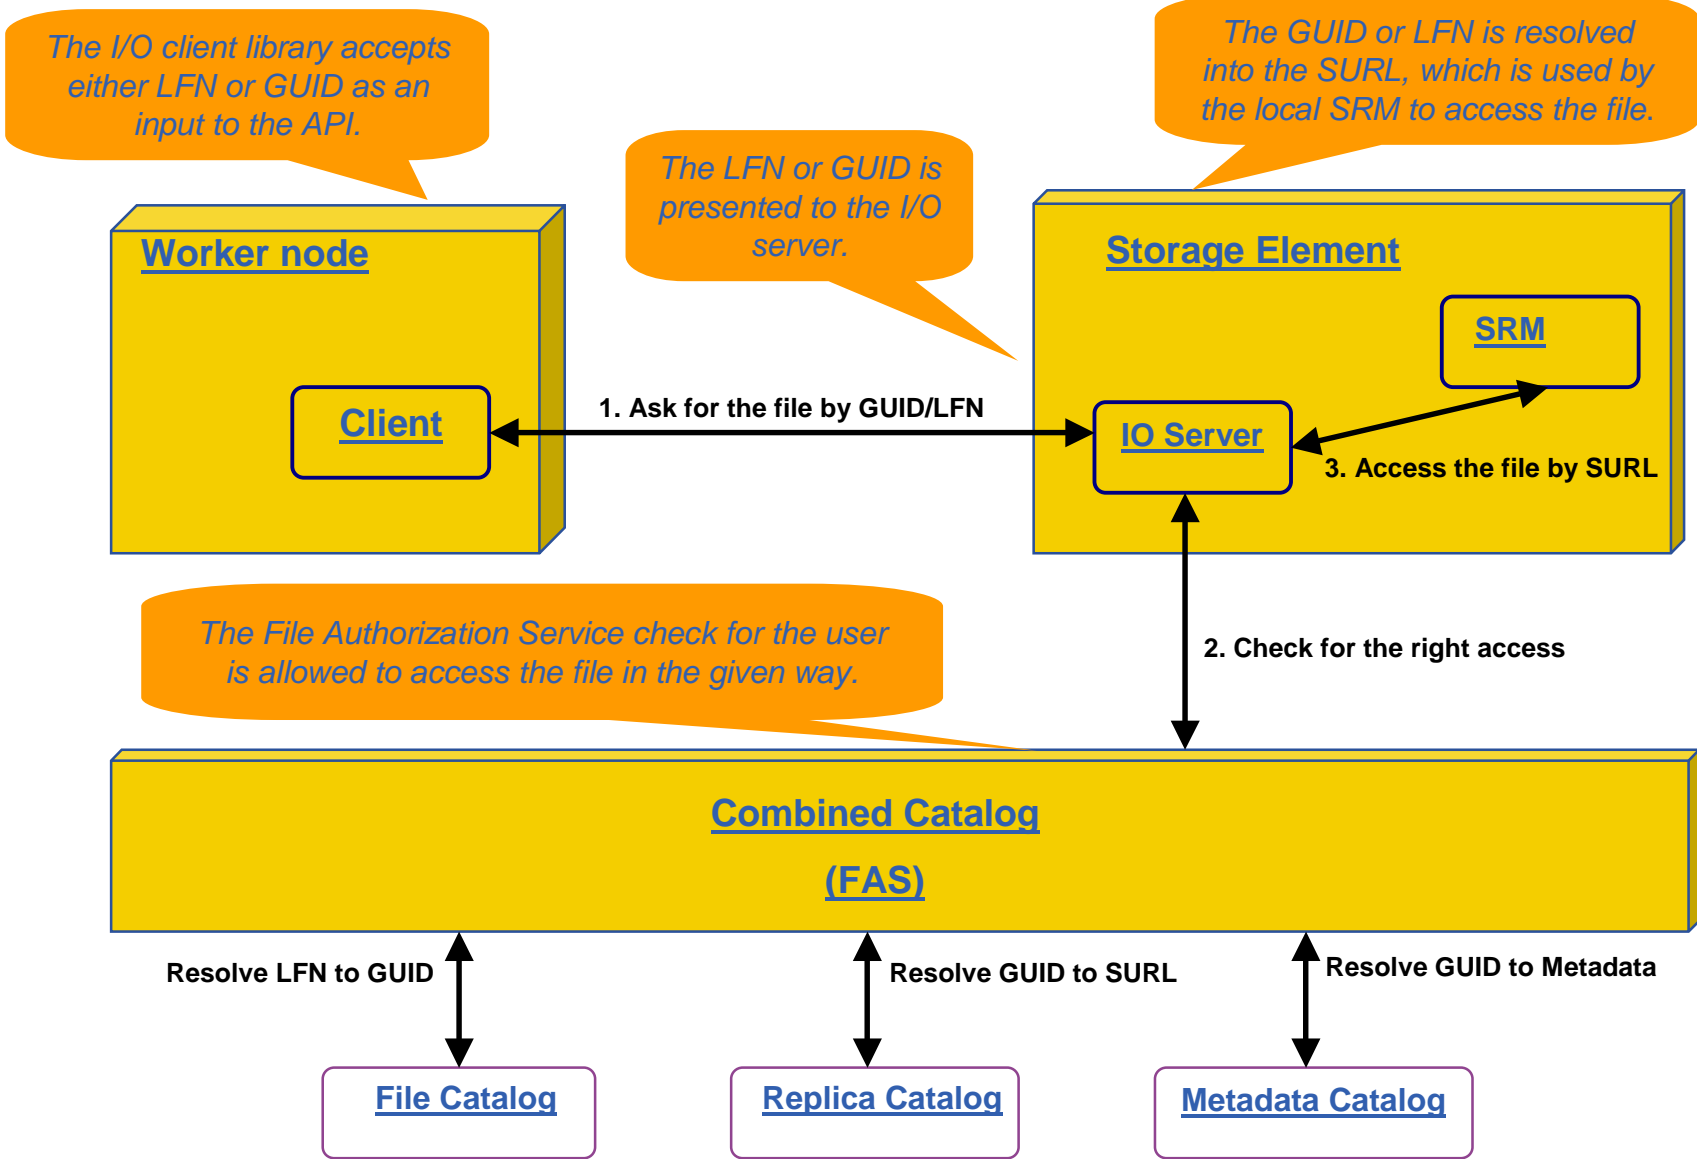 The I/O client library accepts
either LFN or GUID as an
input to the API.
The GUID or LFN is resolved
into the SURL, which is used by
the local SRM to access the file.
The LFN or GUID is
presented to the I/O
server.
Worker node
Storage Element
SRM
Client
1. Ask for the file by GUID/LFN
IO Server
3. Access the file by SURL
The File Authorization Service check for the user
is allowed to access the file in the given way.
2. Check for the right access
Combined Catalog
(FAS)
Resolve LFN to GUID
Resolve GUID to SURL
Resolve GUID to Metadata
File Catalog
Replica Catalog
Metadata Catalog